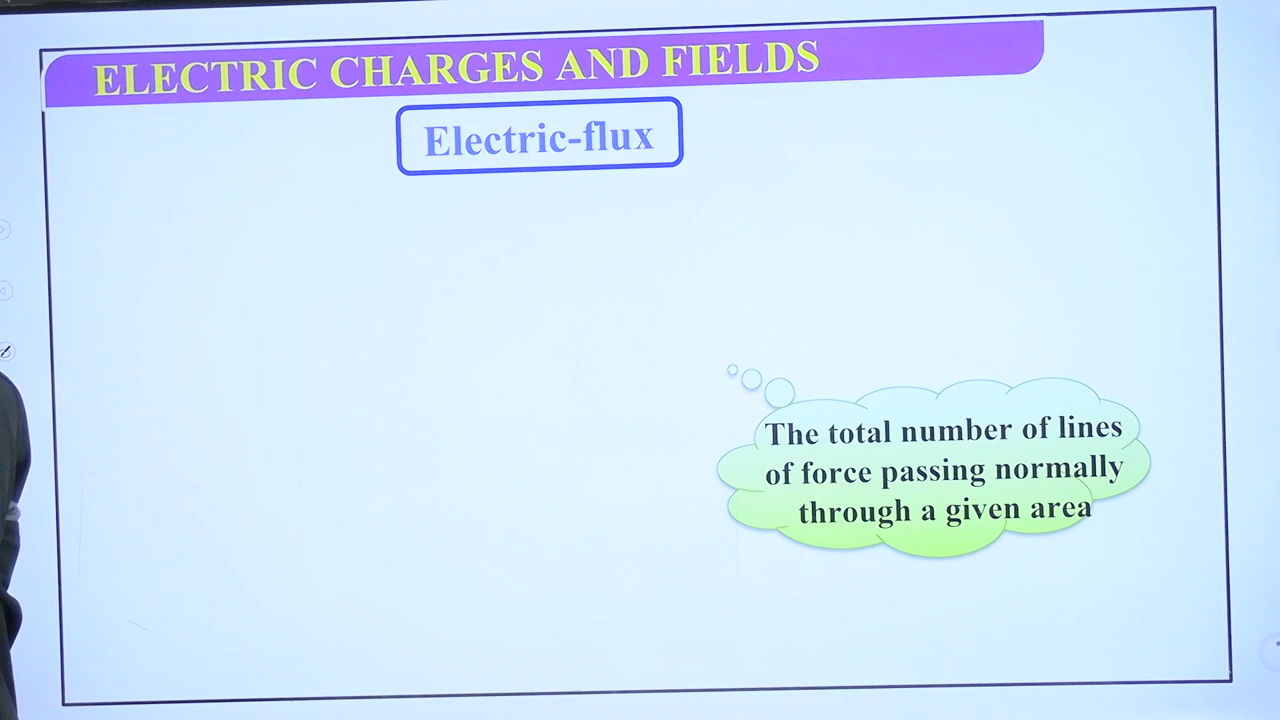 ELECTRIC CHARGES AND FIELDS
Electric-flux
The total number of lines
of force passing normally
through a given area